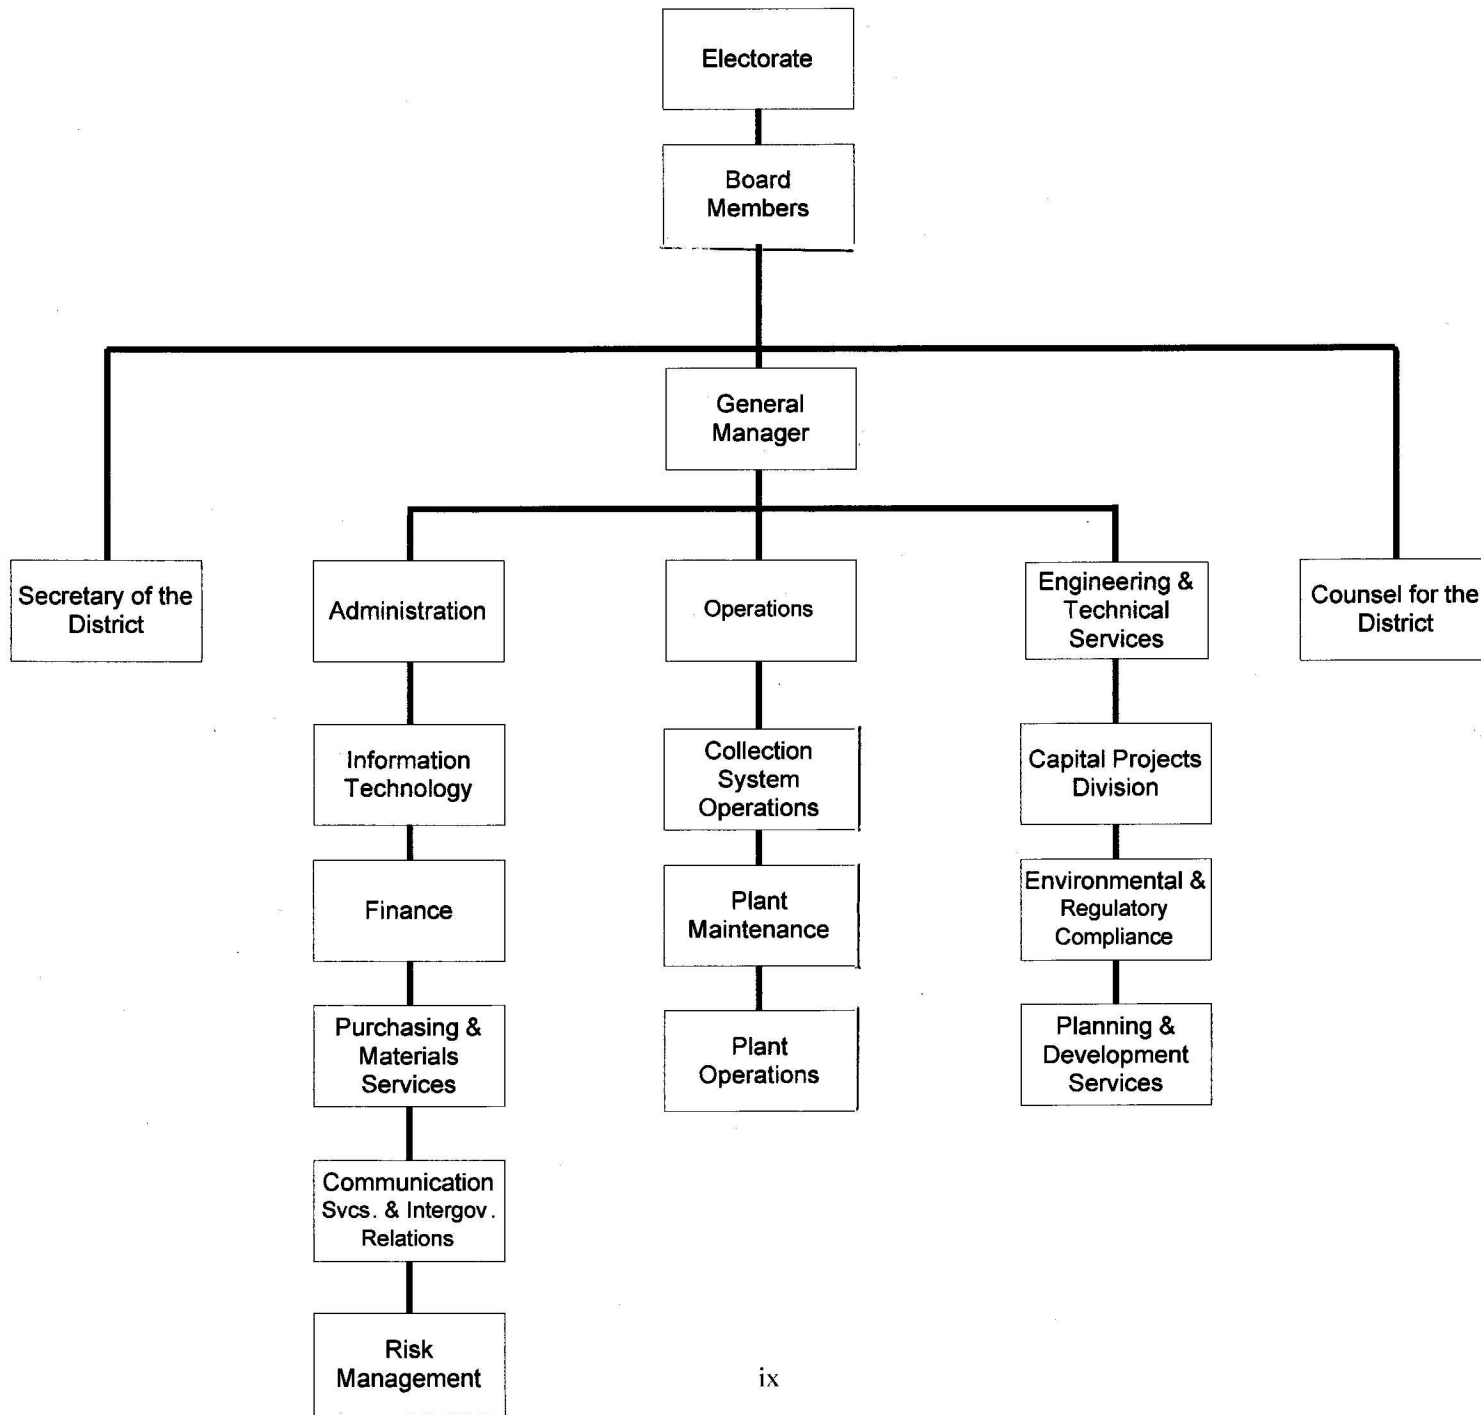 Electorate
Board
Members
General
Manager
Secretary of the
District
Administration
Operations
Engineering &
Technical
Services
Counsel for the
District
Information
Technology
Collection
System
Operations
Capital Projects
Division
Finance
Plant
Maintenance
Environmental &
Regulatory
Compliance
Purchasing &
Materials
Services
Plant
Operations
Planning &
Development
Services
Communication
Svcs. & Intergov.
Relations
Risk
Management
ix